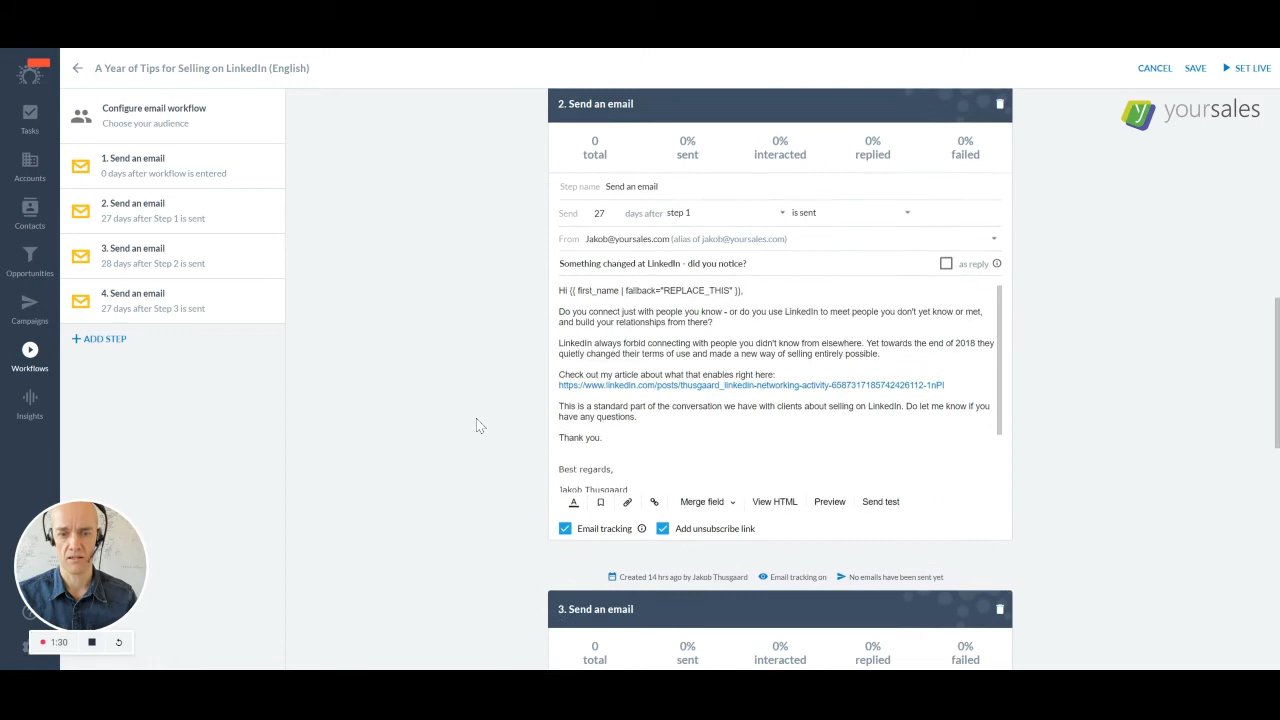 A Year of Tips for Selling on LinkedIn (English)
CANCEL SAVE SET LIVE
yoursales
Tasks
Accounts
Contacts
Opportunities
Campaigns
Workflows
Insights
Configure email workflow
Choose your audience
1. Send an email
0 days after workflow is entered
2. Send an email
27 days after Step 1 is sent
3. Send an email
28 days after Step 2 is sent
4. Send an email
27 days after Step 3 is sent
+ ADD STEP
1:30
2. Send an email
0 0% 0% 0% 0%
total sent interacted replied failed
Step name Send an email
Send 27 days after step 1 is sent
From Jakob@yoursales.com (alias of jakob@yoursales.com)
Something changed at LinkedIn - did you notice? as reply
Hi {{ first_name | fallback="REPLACE_THIS" }},
Do you connect just with people you know - or do you use LinkedIn to meet people you don't yet know or met,
and build your relationships from there?
LinkedIn always forbid connecting with people you didn't know from elsewhere. Yet towards the end of 2018 they
quietly changed their terms of use and made a new way of selling entirely possible.
Check out my article about what that enables right here:
https://www.linkedin.com/posts/thusgaard_linkedin-networking-activity-6587317185742426112-1nPl
This is a standard part of the conversation we have with clients about selling on LinkedIn. Do let me know if you
have any questions.
Thank you.
Best regards,
Jakob Thusgaard
A Merge field View HTML Preview Send test
Email tracking Add unsubscribe link
Created 14 hrs ago by Jakob Thusgaard Email tracking on No emails have been sent yet
3. Send an email
0 0% 0% 0% 0%
total sent interacted replied failed